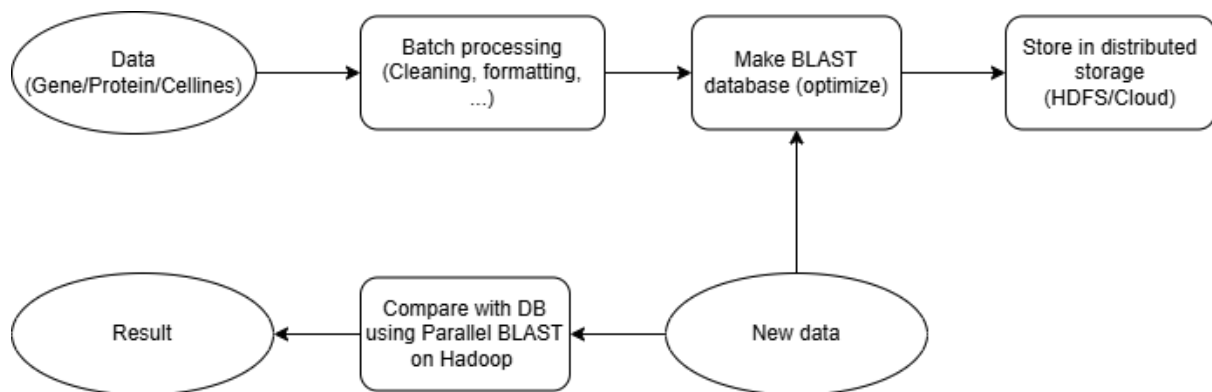 Data
(Gene/Protein/Cellines)
Batch processing
(Cleaning, formatting,
...)
Make BLAST
database (optimize)
Store in distributed
storage
(HDFS/Cloud)
Result
Compare with DB
using Parallel BLAST
on Hadoop
New data